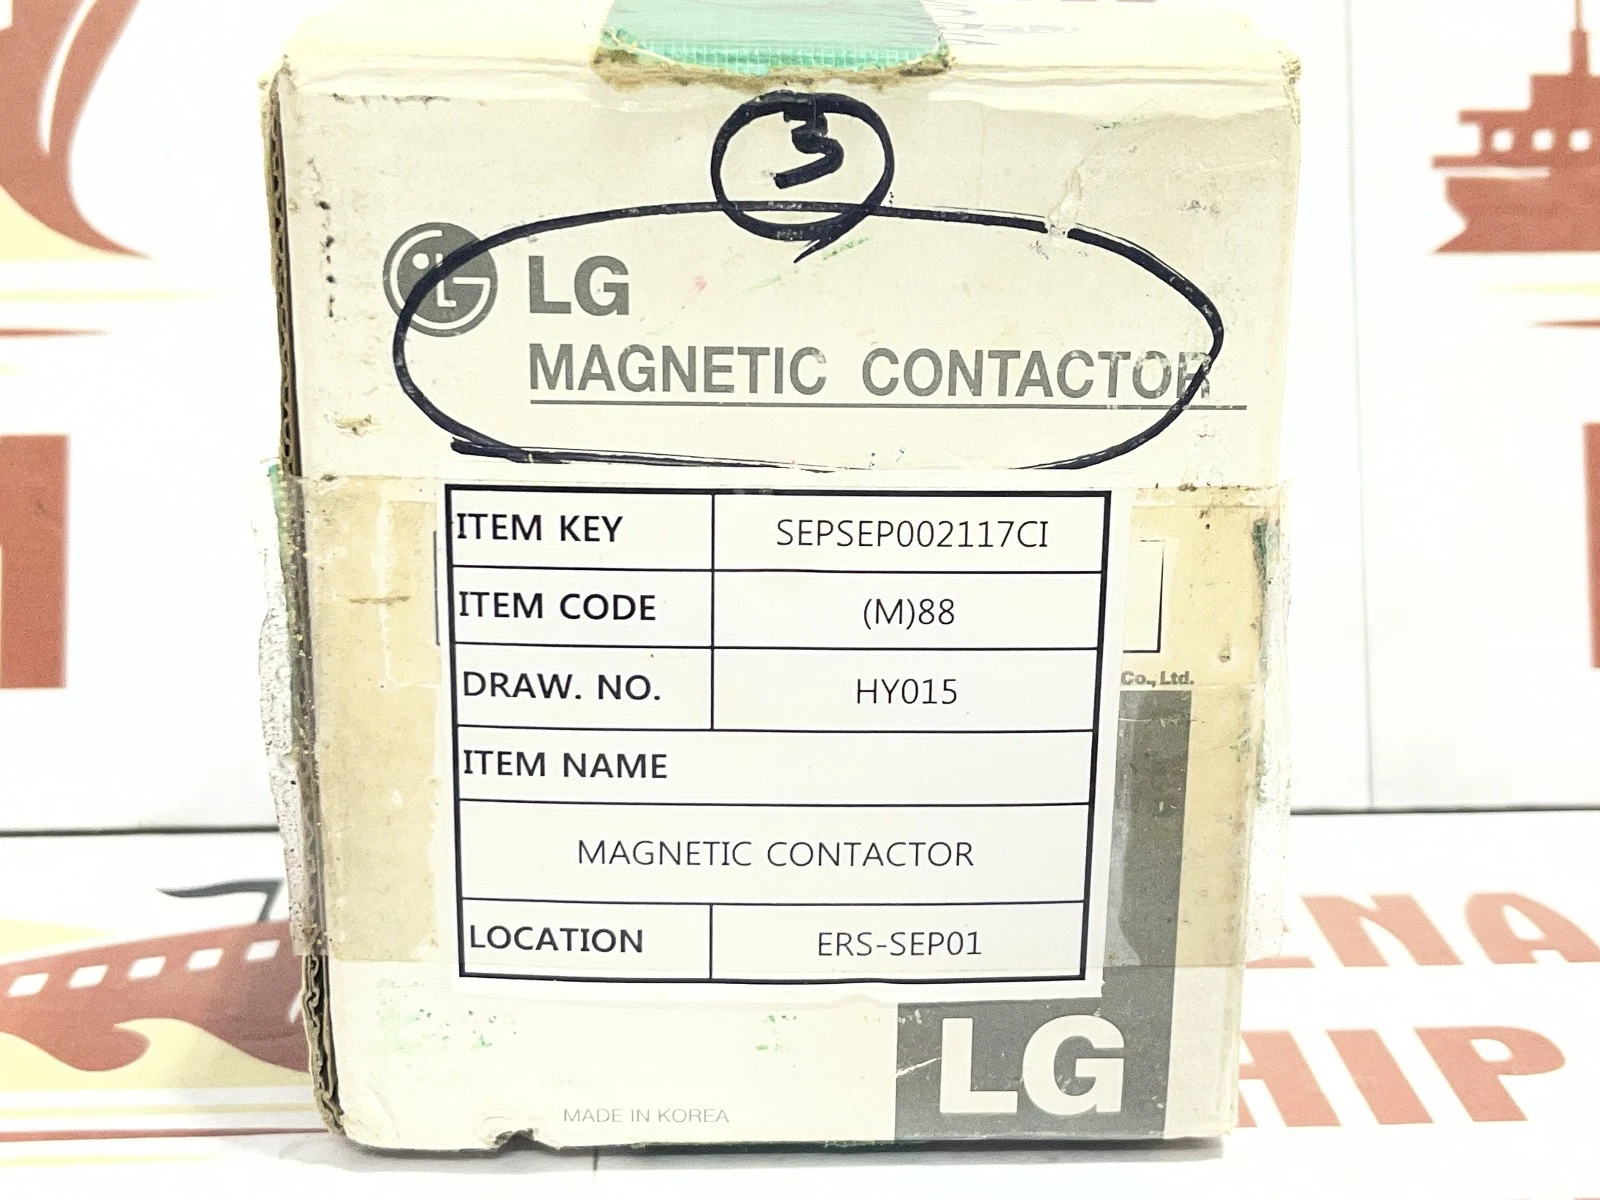 3
LG
MAGNETIC CONTACTOR
ITEM KEY SEPSEP002117CI
ITEM CODE (M)88
DRAW. NO. HY015
Co., Ltd.
ITEM NAME
MAGNETIC CONTACTOR
LOCATION ERS-SEP01
LG
MADE IN KOREA